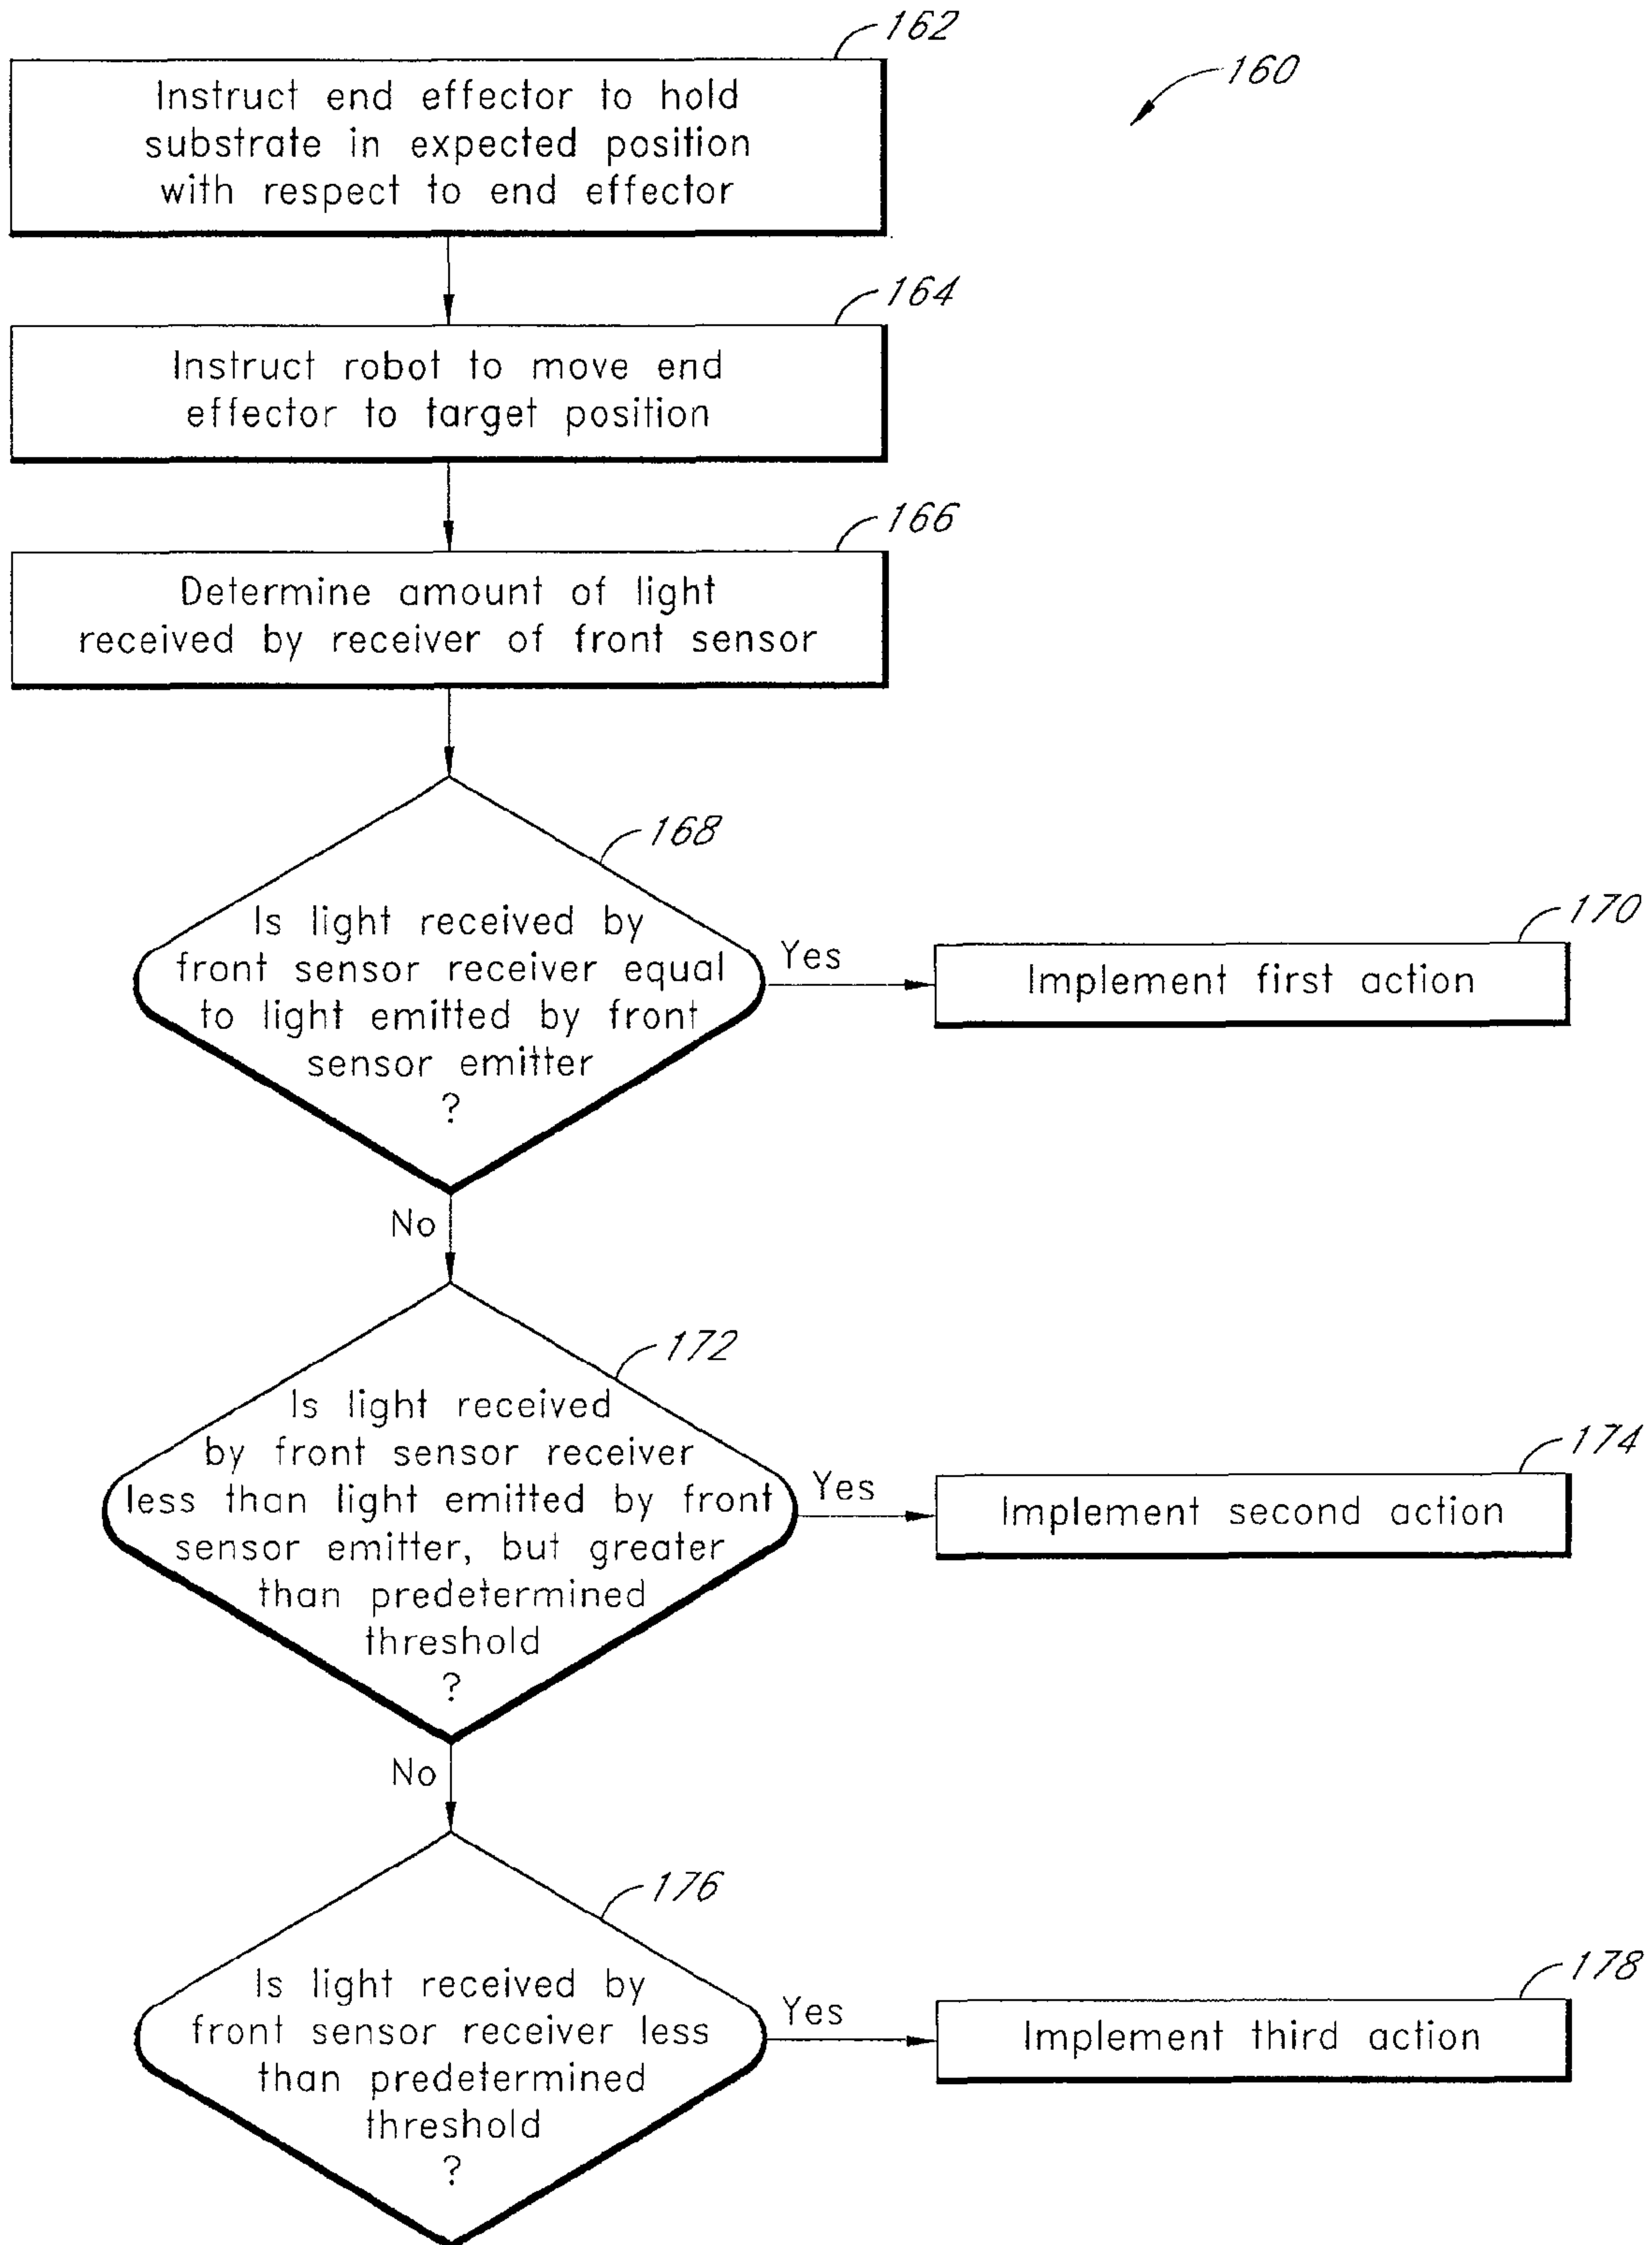 162
160
Instruct end effector to hold
substrate in expected position
with respect to end effector
164
Instruct robot to move end
effector to target position
166
Determine amount of light
received by receiver of front sensor
168
Is light received by
front sensor receiver equal
to light emitted by front
sensor emitter
?
Yes
170
Implement first action
No
172
Is light received
by front sensor receiver
less than light emitted by front
sensor emitter, but greater
than predetermined
threshold
?
Yes
174
Implement second action
No
176
Is light received by
front sensor receiver less
than predetermined
threshold
?
Yes
178
Implement third action